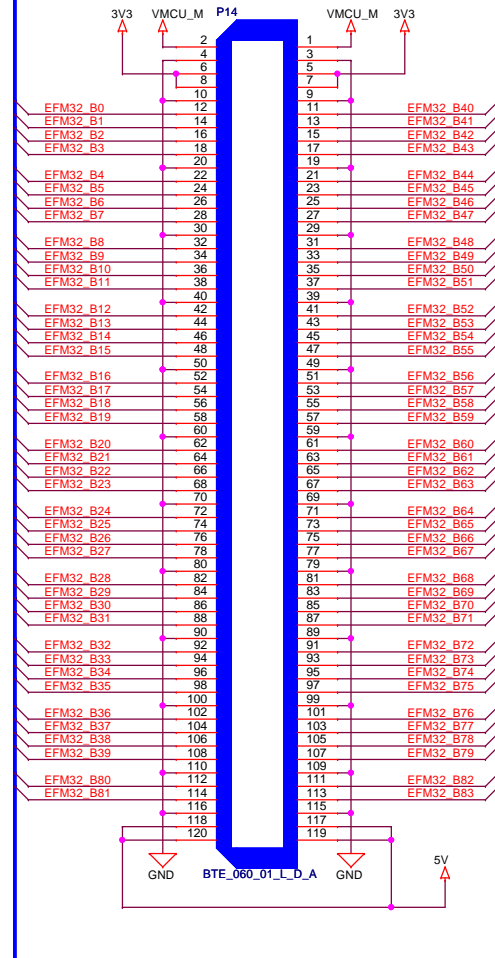 3V3 VMCU_M P14 VMCU_M 3V3
2 1
4 3
6 5
8 7
10 9
EFM32_B0 12 11 EFM32_B40
EFM32_B1 14 13 EFM32_B41
EFM32_B2 16 15 EFM32_B42
EFM32_B3 18 17 EFM32_B43
20 19
EFM32_B4 22 21 EFM32_B44
EFM32_B5 24 23 EFM32_B45
EFM32_B6 26 25 EFM32_B46
EFM32_B7 28 27 EFM32_B47
30 29
EFM32_B8 32 31 EFM32_B48
EFM32_B9 34 33 EFM32_B49
EFM32_B10 36 35 EFM32_B50
EFM32_B11 38 37 EFM32_B51
40 39
EFM32_B12 42 41 EFM32_B52
EFM32_B13 44 43 EFM32_B53
EFM32_B14 46 45 EFM32_B54
EFM32_B15 48 47 EFM32_B55
50 49
EFM32_B16 52 51 EFM32_B56
EFM32_B17 54 53 EFM32_B57
EFM32_B18 56 55 EFM32_B58
EFM32_B19 58 57 EFM32_B59
60 59
EFM32_B20 62 61 EFM32_B60
EFM32_B21 64 63 EFM32_B61
EFM32_B22 66 65 EFM32_B62
EFM32_B23 68 67 EFM32_B63
70 69
EFM32_B24 72 71 EFM32_B64
EFM32_B25 74 73 EFM32_B65
EFM32_B26 76 75 EFM32_B66
EFM32_B27 78 77 EFM32_B67
80 79
EFM32_B28 82 81 EFM32_B68
EFM32_B29 84 83 EFM32_B69
EFM32_B30 86 85 EFM32_B70
EFM32_B31 88 87 EFM32_B71
90 89
EFM32_B32 92 91 EFM32_B72
EFM32_B33 94 93 EFM32_B73
EFM32_B34 96 95 EFM32_B74
EFM32_B35 98 97 EFM32_B75
100 99
EFM32_B36 102 101 EFM32_B76
EFM32_B37 104 103 EFM32_B77
EFM32_B38 106 105 EFM32_B78
EFM32_B39 108 107 EFM32_B79
110 109
EFM32_B80 112 111 EFM32_B82
EFM32_B81 114 113 EFM32_B83
116 115
118 117
120 119
5V
GND BTE_060_01_L_D_A GND